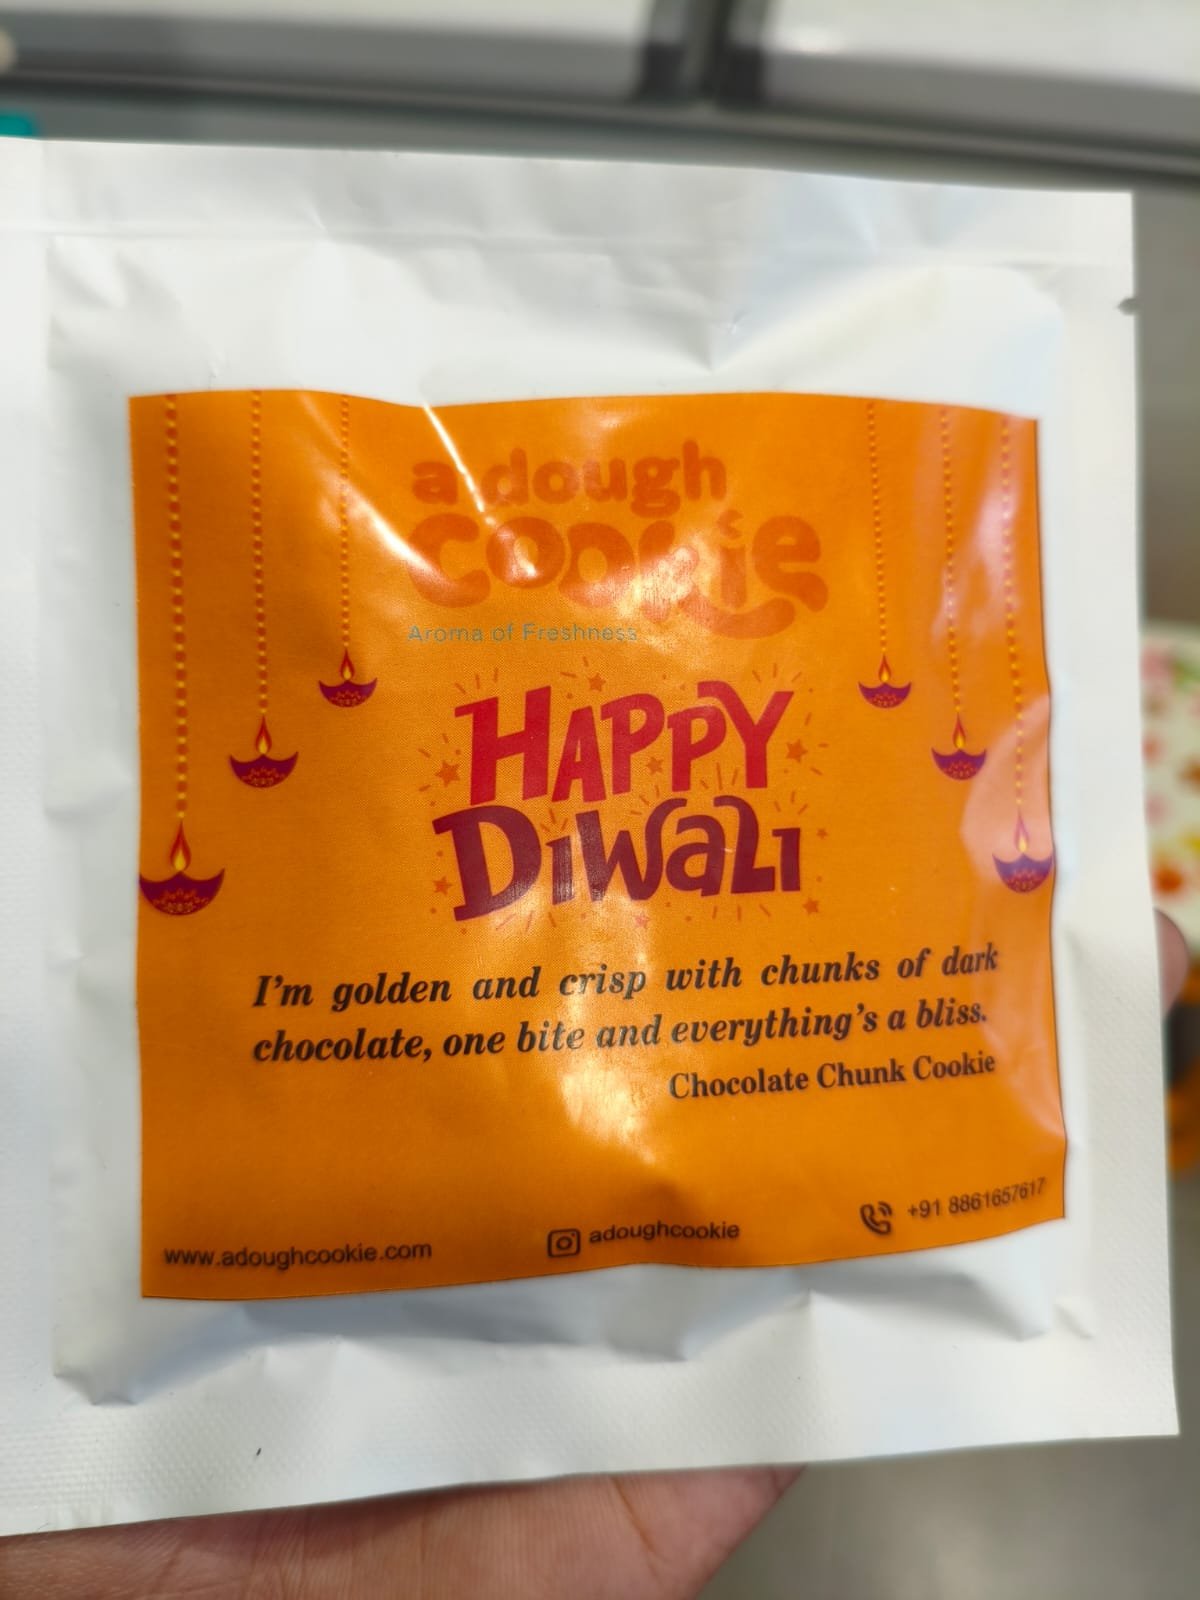 a dough
cookie
Aroma of Freshness
HAPPY
DiWaLi
I'm golden and crisp with chunks of dark
chocolate, one bite and everything's a bliss.
Chocolate Chunk Cookie
www.adoughcookie.com
adoughcookie
+91 8861657617